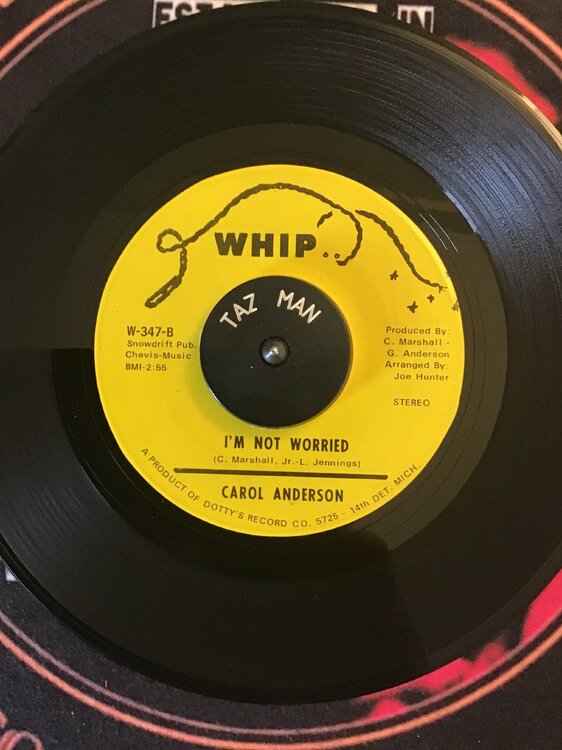 WHIP..
TAZ MAN
W-347-B
Snowdrift Pub.
Chevis-Music
BMI-2:55
Produced By:
C. Marshall -
G. Anderson
Arranged By:
Joe Hunter
STEREO
I'M NOT WORRIED
(C. Marshall, Jr.-L. Jennings)
CAROL ANDERSON
A PRODUCT OF DOTTY'S RECORD CO. 5725 - 14th DET. MICH.